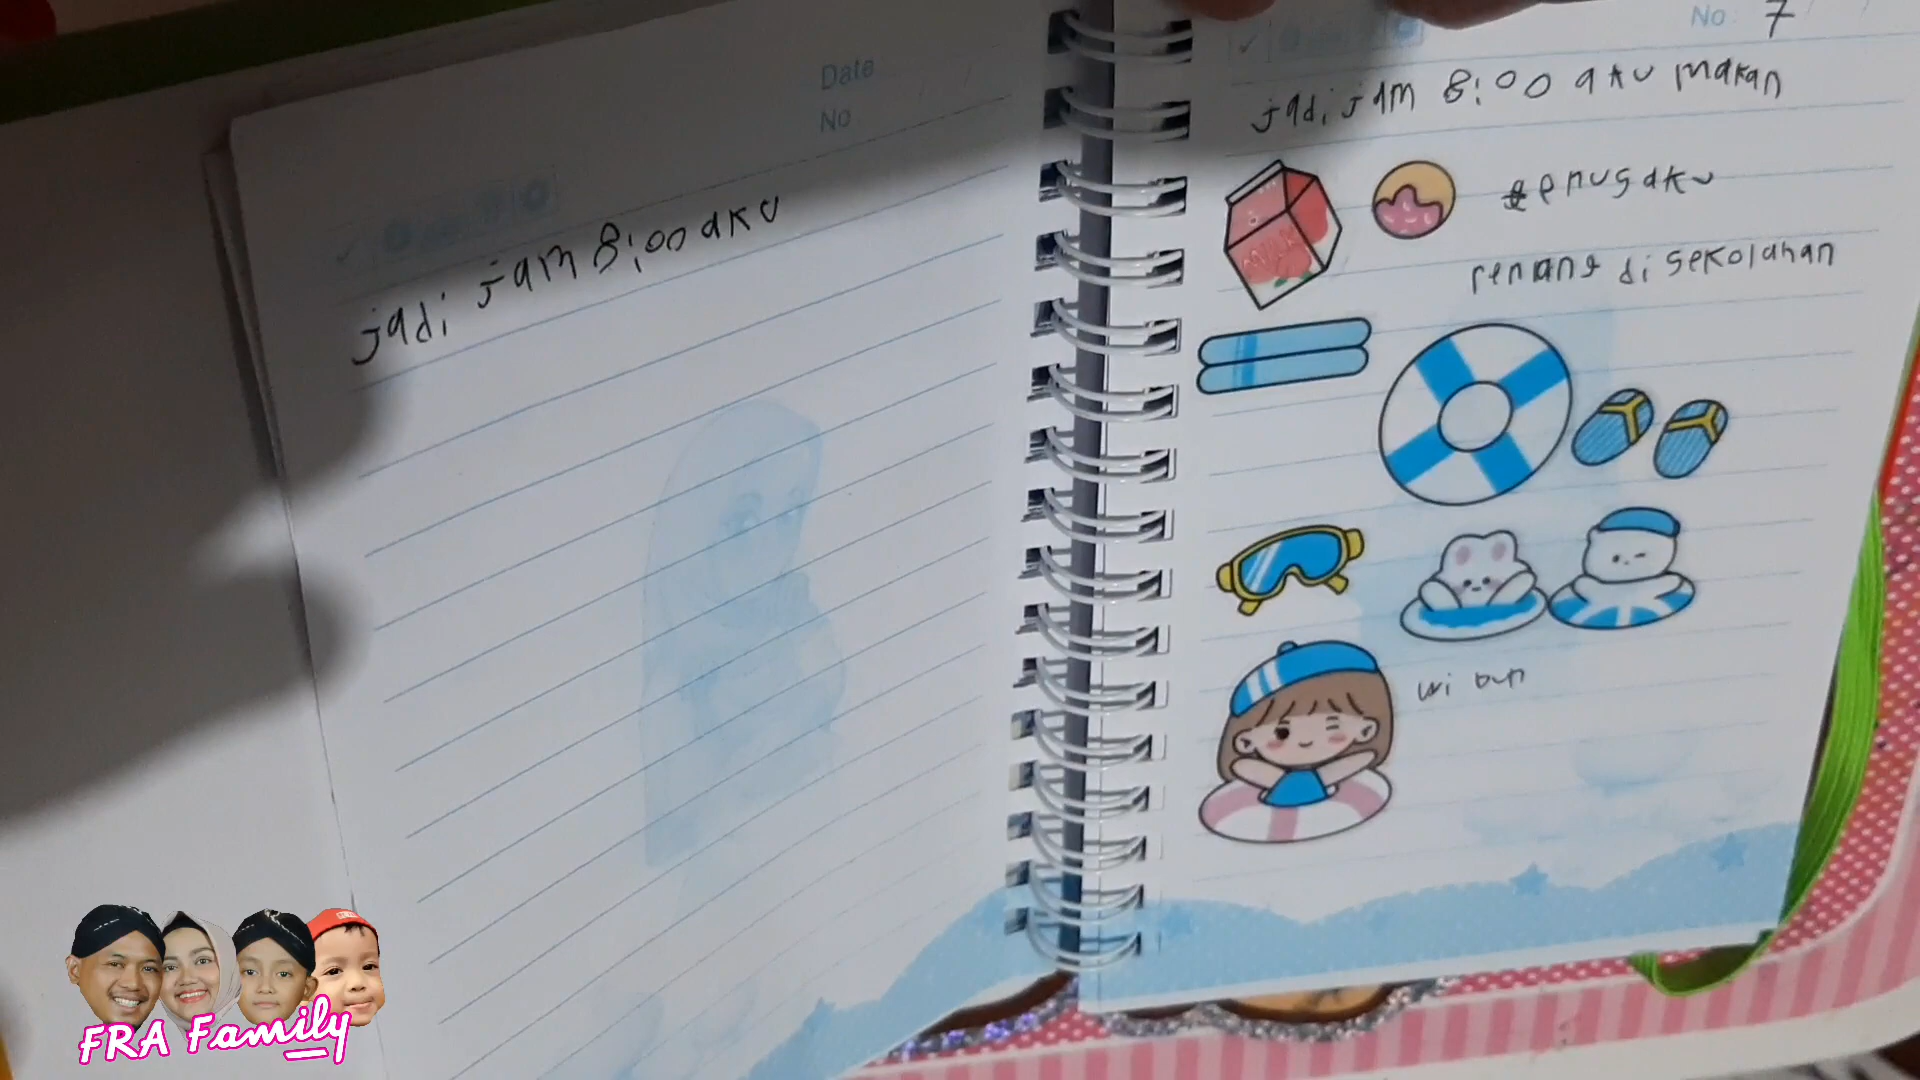 Date
No
jadi jam 8:00 aku
No: 7
jadi jam 8:00 aku makan
MILK
renang di sekolahan
FRA Family